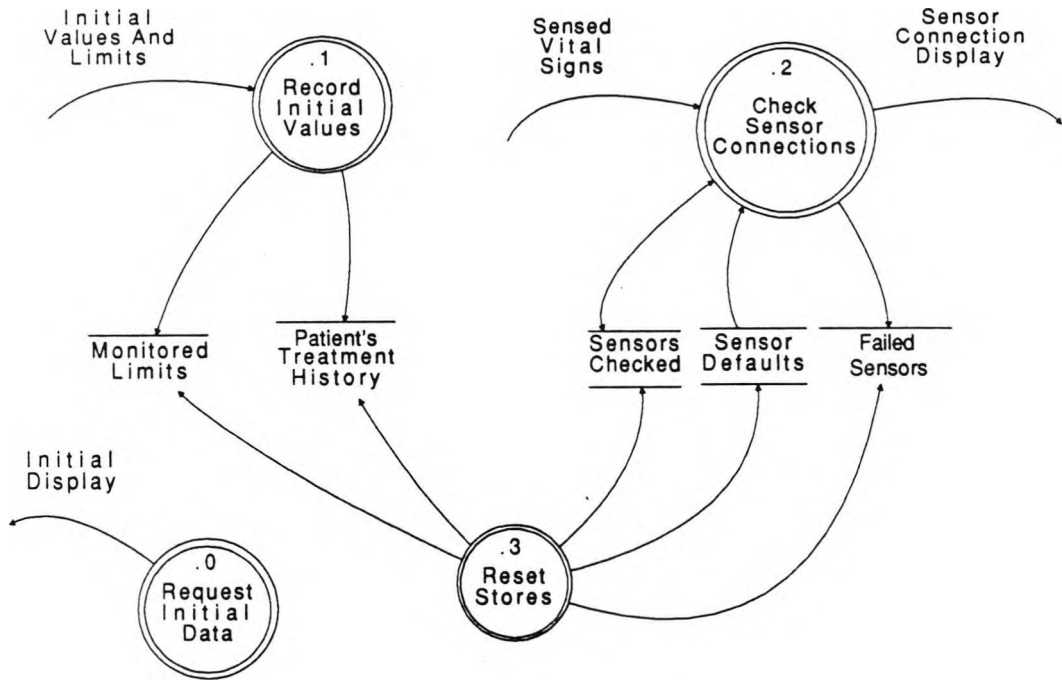 Initial
Values And
Limits
.1
Record
Initial
Values
Sensed
Vital
Signs
.2
Check
Sensor
Connections
Sensor
Connection
Display
Monitored
Limits
Patient's
Treatment
History
Sensors
Checked
Sensor
Defaults
Failed
Sensors
Initial
Display
.0
Request
Initial
Data
.3
Reset
Stores